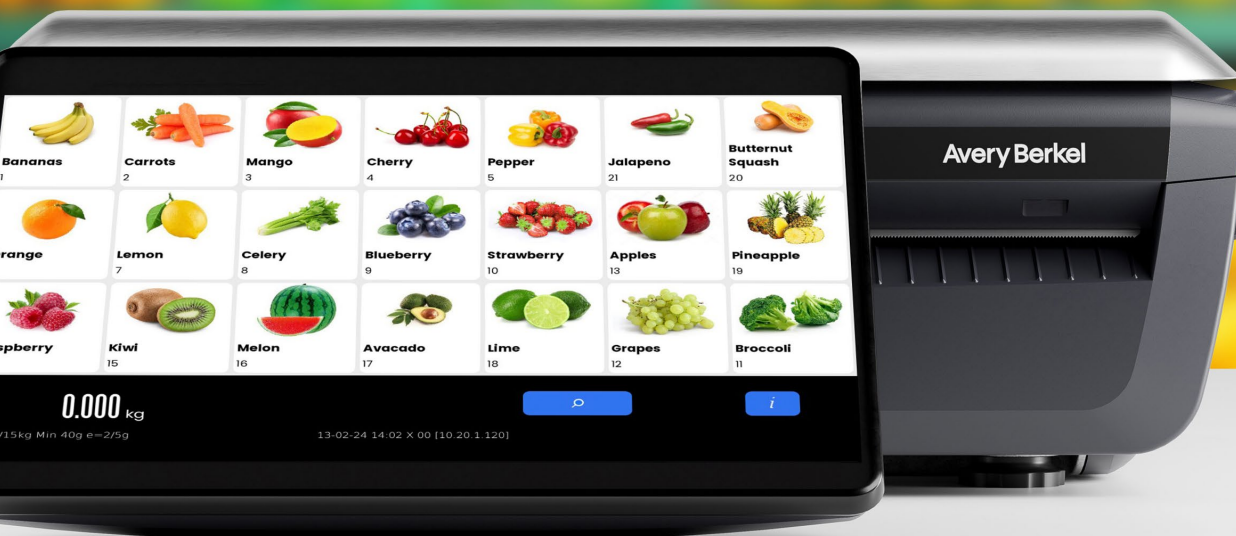 Avery Berkel
Bananas
1
Carrots
2
Mango
3
Cherry
4
Pepper
5
Jalapeno
21
Butternut
Squash
20
range
Lemon
7
Celery
8
Blueberry
9
Strawberry
10
Apples
13
Pineapple
19
spberry
Kiwi
15
Melon
16
Avacado
17
Lime
18
Grapes
12
Broccoli
11
0.000 kg
/15kg Min 40g e=2/5g
13-02-24 14:02 X 00 [10.20.1.120]
i